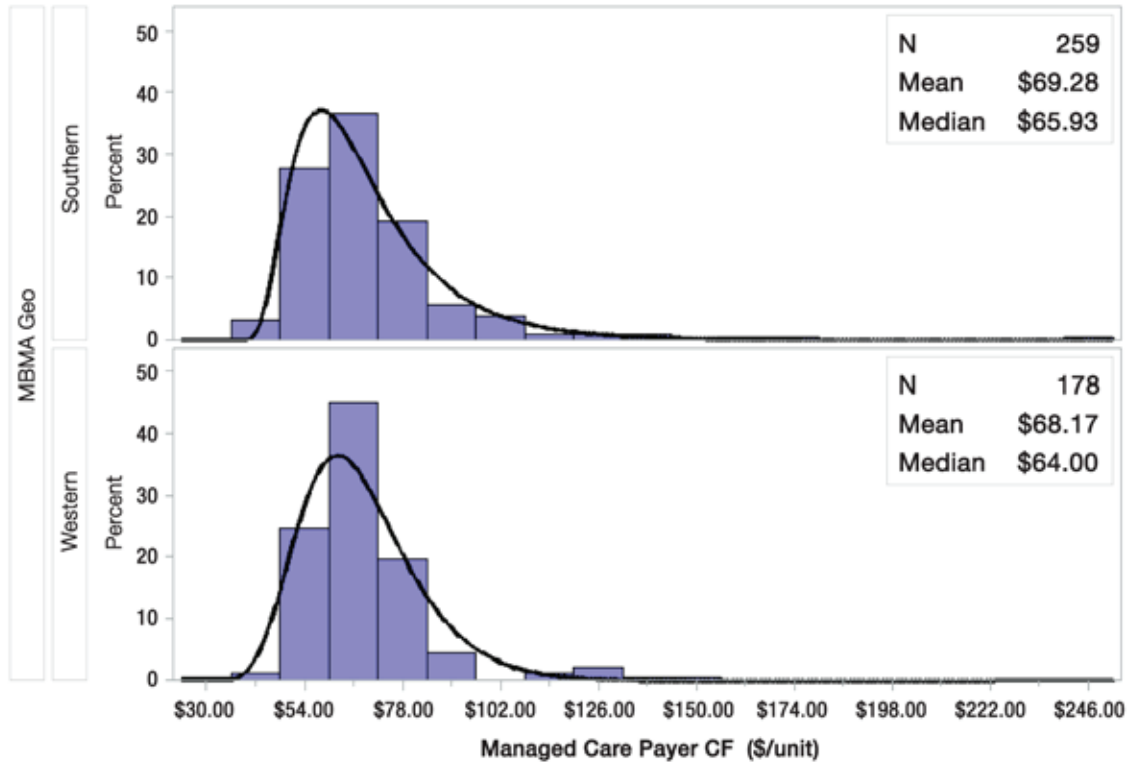 MBMA Geo
Southern
Percent
50
40
30
20
10
0
N 259
Mean $69.28
Median $65.93
Western
Percent
50
40
30
20
10
0
N 178
Mean $68.17
Median $64.00
$30.00 $54.00 $78.00 $102.00 $126.00 $150.00 $174.00 $198.00 $222.00 $246.00
Managed Care Payer CF ($/unit)